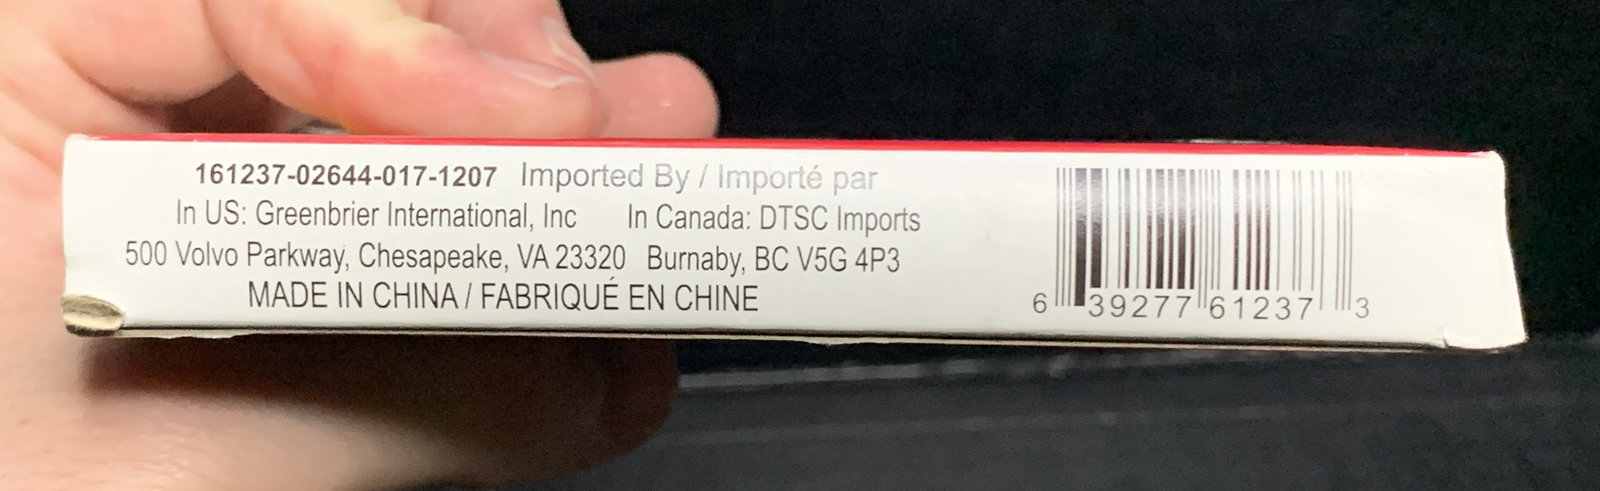 161237-02644-017-1207 Imported By / Importé par
In US: Greenbrier International, Inc In Canada: DTSC Imports
500 Volvo Parkway, Chesapeake, VA 23320 Burnaby, BC V5G 4P3
MADE IN CHINA / FABRIQUÉ EN CHINE
6 39277 61237 3